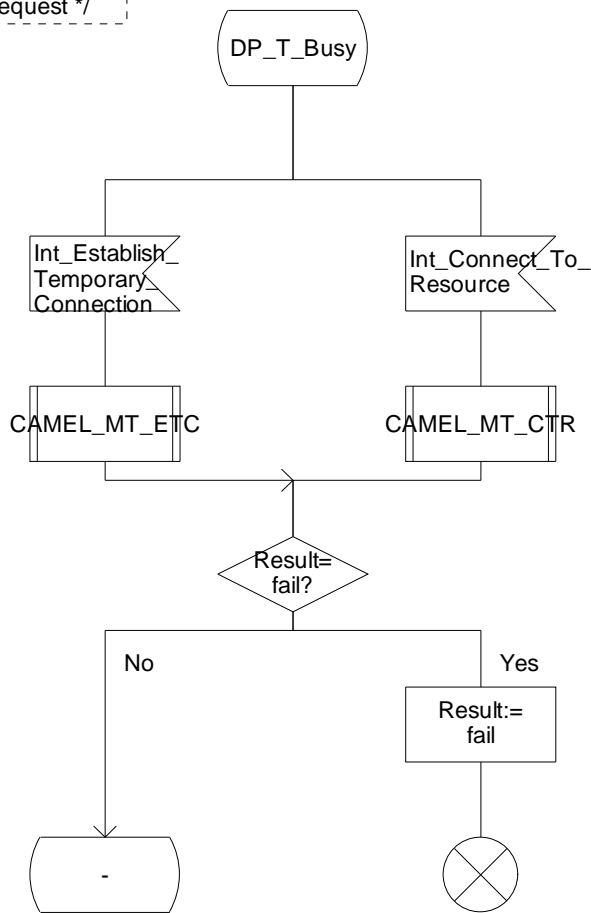 equest */
DP_T_Busy
Int_Establish_
Temporary_
Connection
Int_Connect_To_
Resource
CAMEL_MT_ETC
CAMEL_MT_CTR
Result=
fail?
No
Yes
Result:=
fail
-